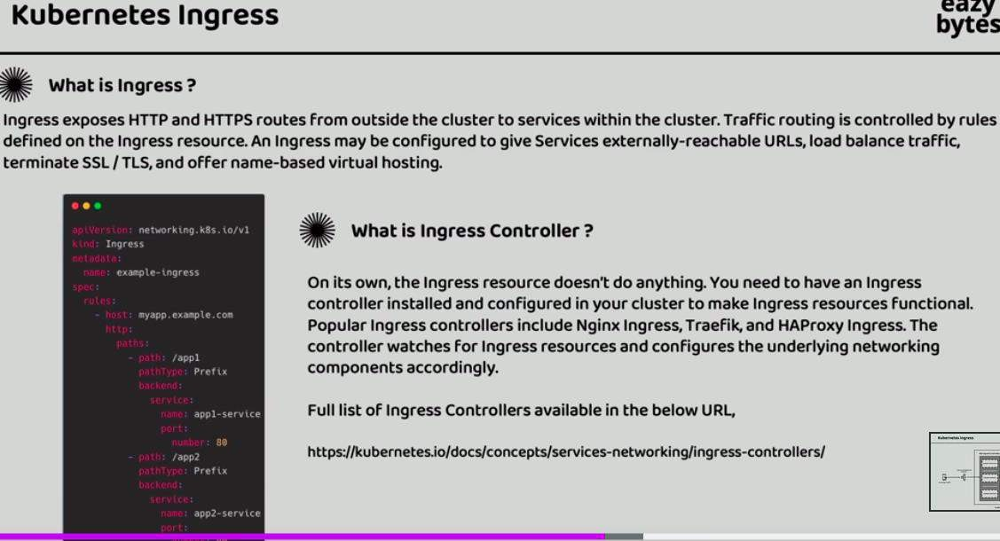 Kubernetes Ingress
eazy
bytes
What is Ingress ?
Ingress exposes HTTP and HTTPS routes from outside the cluster to services within the cluster. Traffic routing is controlled by rules
defined on the Ingress resource. An Ingress may be configured to give Services externally-reachable URLs, load balance traffic,
terminate SSL / TLS, and offer name-based virtual hosting.
apiVersion: networking.k8s.io/v1
kind: Ingress
metadata:
  name: example-ingress
spec:
  rules:
    - host: myapp.example.com
      http:
        paths:
          - path: /app1
            pathType: Prefix
            backend:
              service:
                name: app1-service
                port:
                  number: 80
          - path: /app2
            pathType: Prefix
            backend:
              service:
                name: app2-service
                port:
What is Ingress Controller ?
On its own, the Ingress resource doesn't do anything. You need to have an Ingress
controller installed and configured in your cluster to make Ingress resources functional.
Popular Ingress controllers include Nginx Ingress, Traefik, and HAProxy Ingress. The
controller watches for Ingress resources and configures the underlying networking
components accordingly.
Full list of Ingress Controllers available in the below URL,
https://kubernetes.io/docs/concepts/services-networking/ingress-controllers/
Kubernetes Ingress